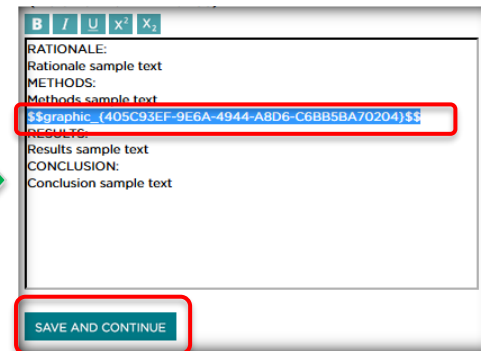 B I U X² X₂
RATIONALE:
Rationale sample text
METHODS:
Methods sample text
$$graphic_{405C93EF-9E6A-4944-A8D6-C6BB5BA70204}$$
RESULTS:
Results sample text
CONCLUSION:
Conclusion sample text
SAVE AND CONTINUE